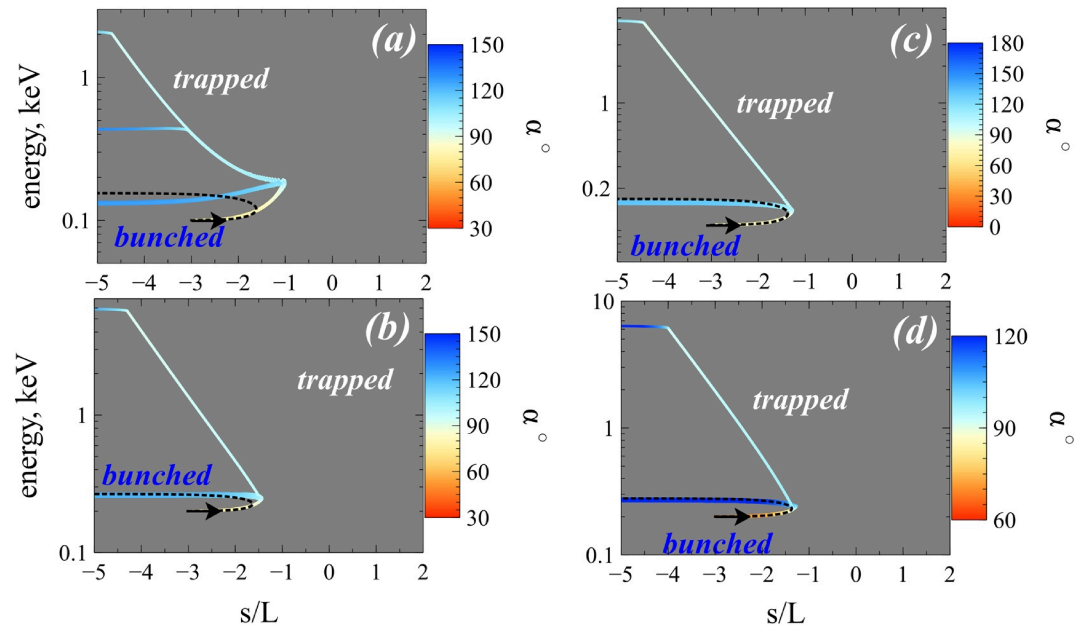 (a)
trapped
bunched
energy, keV
1
0.1
−5 −4 −3 −2 −1 0 1 2
150
120
90
60
30
α°
(c)
trapped
bunched
1
0.2
−5 −4 −3 −2 −1 0 1 2
180
150
120
90
60
30
0
α°
(b)
trapped
bunched
energy, keV
1
0.1
−5 −4 −3 −2 −1 0 1 2
s/L
150
120
90
60
30
α°
(d)
trapped
bunched
10
1
0.1
−5 −4 −3 −2 −1 0 1 2
s/L
120
90
60
α°